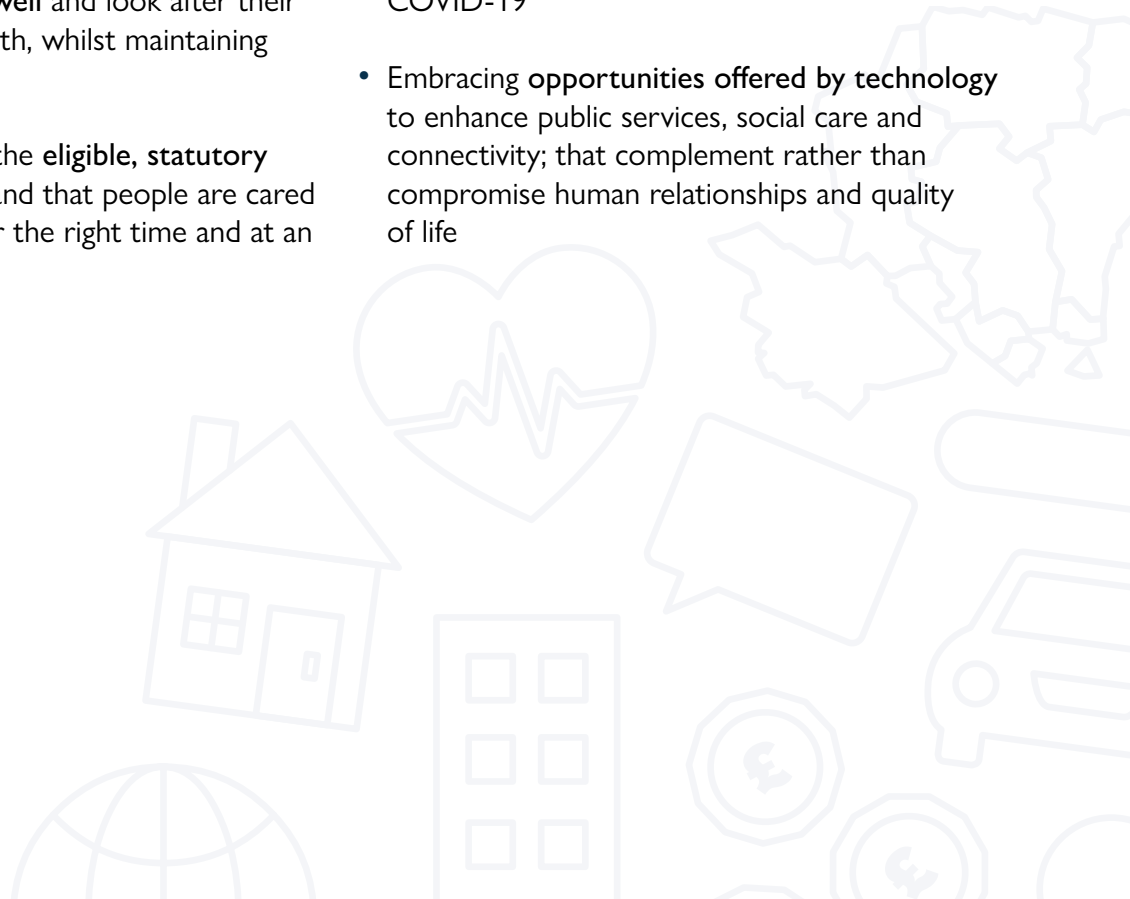 well and look after their
th, whilst maintaining
the eligible, statutory
and that people are cared
r the right time and at an
COVID-19
• Embracing opportunities offered by technology
to enhance public services, social care and
connectivity; that complement rather than
compromise human relationships and quality
of life
£
£